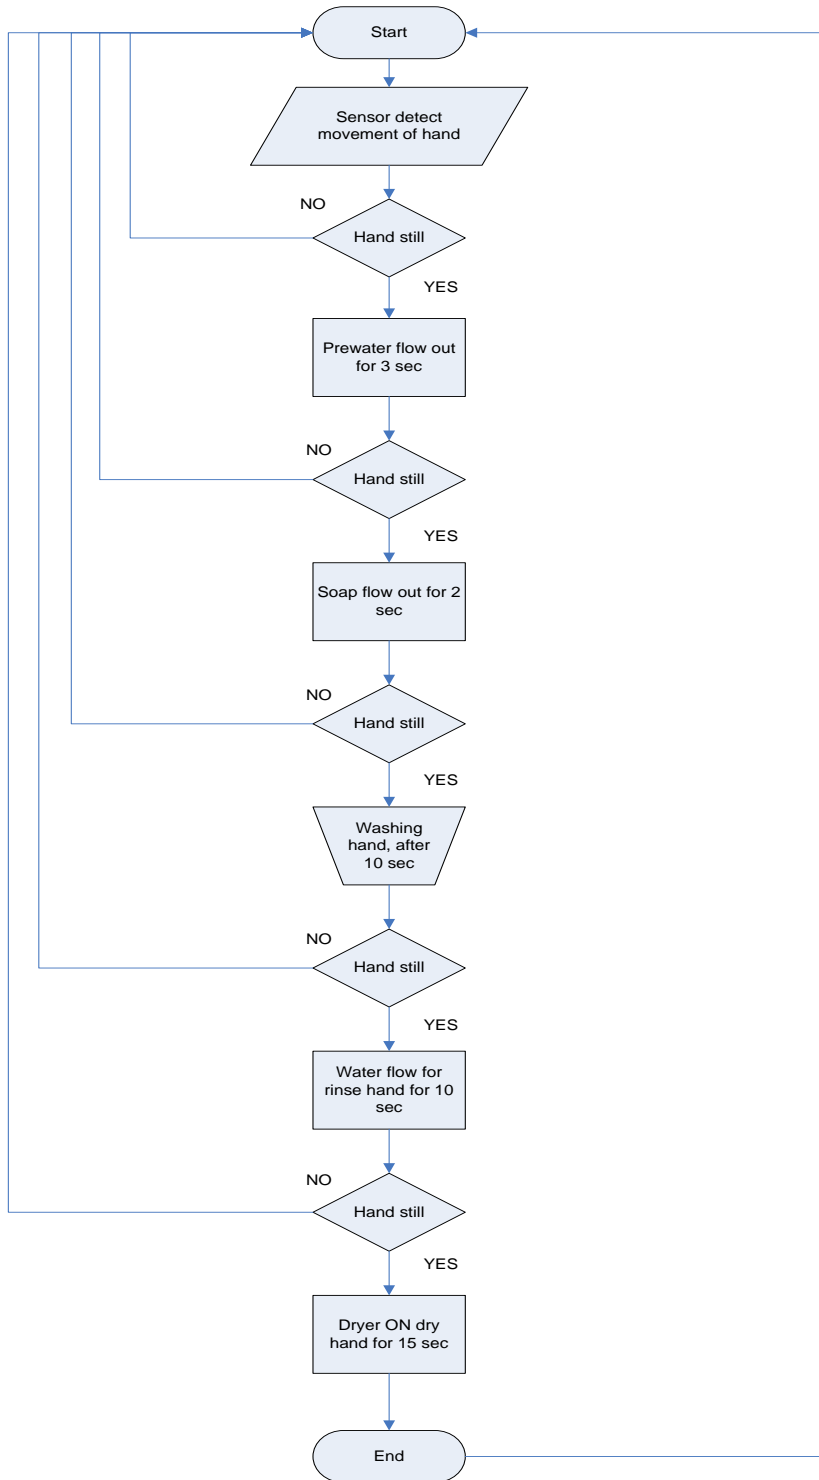 Start
Sensor detect
movement of hand
NO
Hand still
YES
Prewater flow out
for 3 sec
NO
Hand still
YES
Soap flow out for 2
sec
NO
Hand still
YES
Washing
hand, after
10 sec
NO
Hand still
YES
Water flow for
rinse hand for 10
sec
NO
Hand still
YES
Dryer ON dry
hand for 15 sec
End